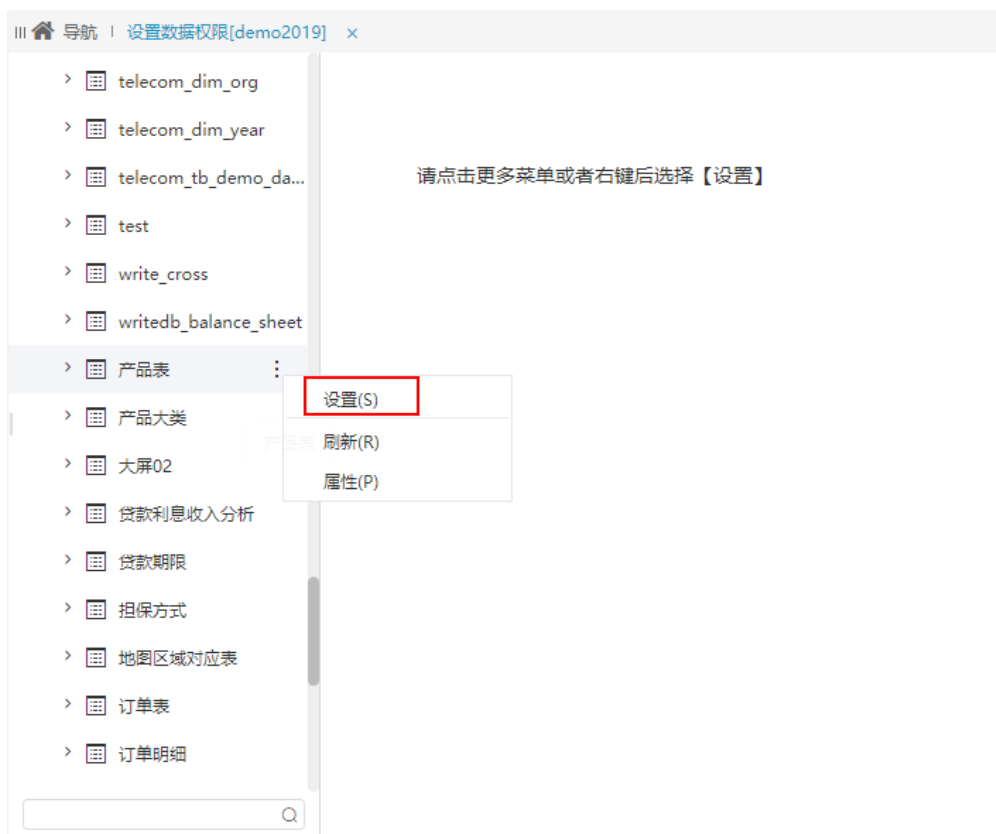 导航 设置数据权限[demo2019] ×
telecom_dim_org
telecom_dim_year
telecom_tb_demo_da...
请点击更多菜单或者右键后选择【设置】
test
write_cross
writedb_balance_sheet
产品表
设置(S)
产品大类
产品表
刷新(R)
大屏02
属性(P)
贷款利息收入分析
贷款期限
担保方式
地图区域对应表
订单表
订单明细